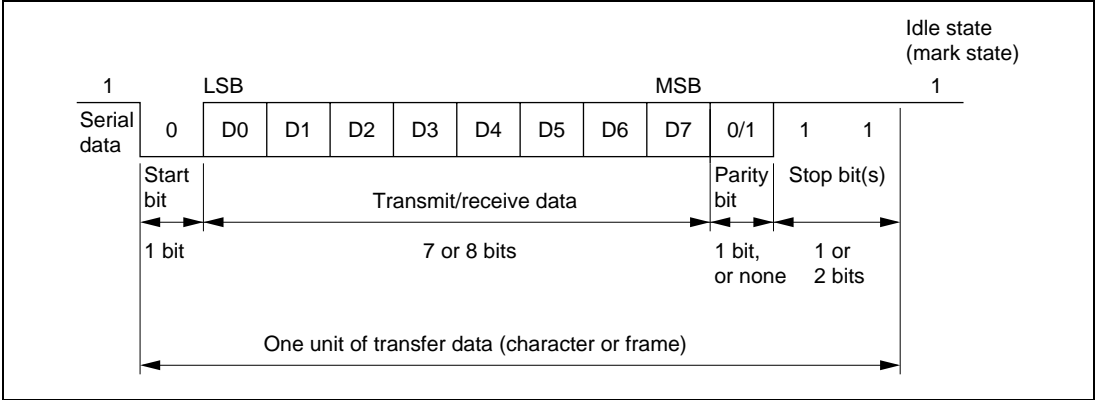 Idle state
(mark state)
1 LSB MSB 1
Serial
data
0 D0 D1 D2 D3 D4 D5 D6 D7 0/1 1 1
Start
bit
Transmit/receive data
Parity
bit
Stop bit(s)
1 bit
7 or 8 bits
1 bit,
or none
1 or
2 bits
One unit of transfer data (character or frame)